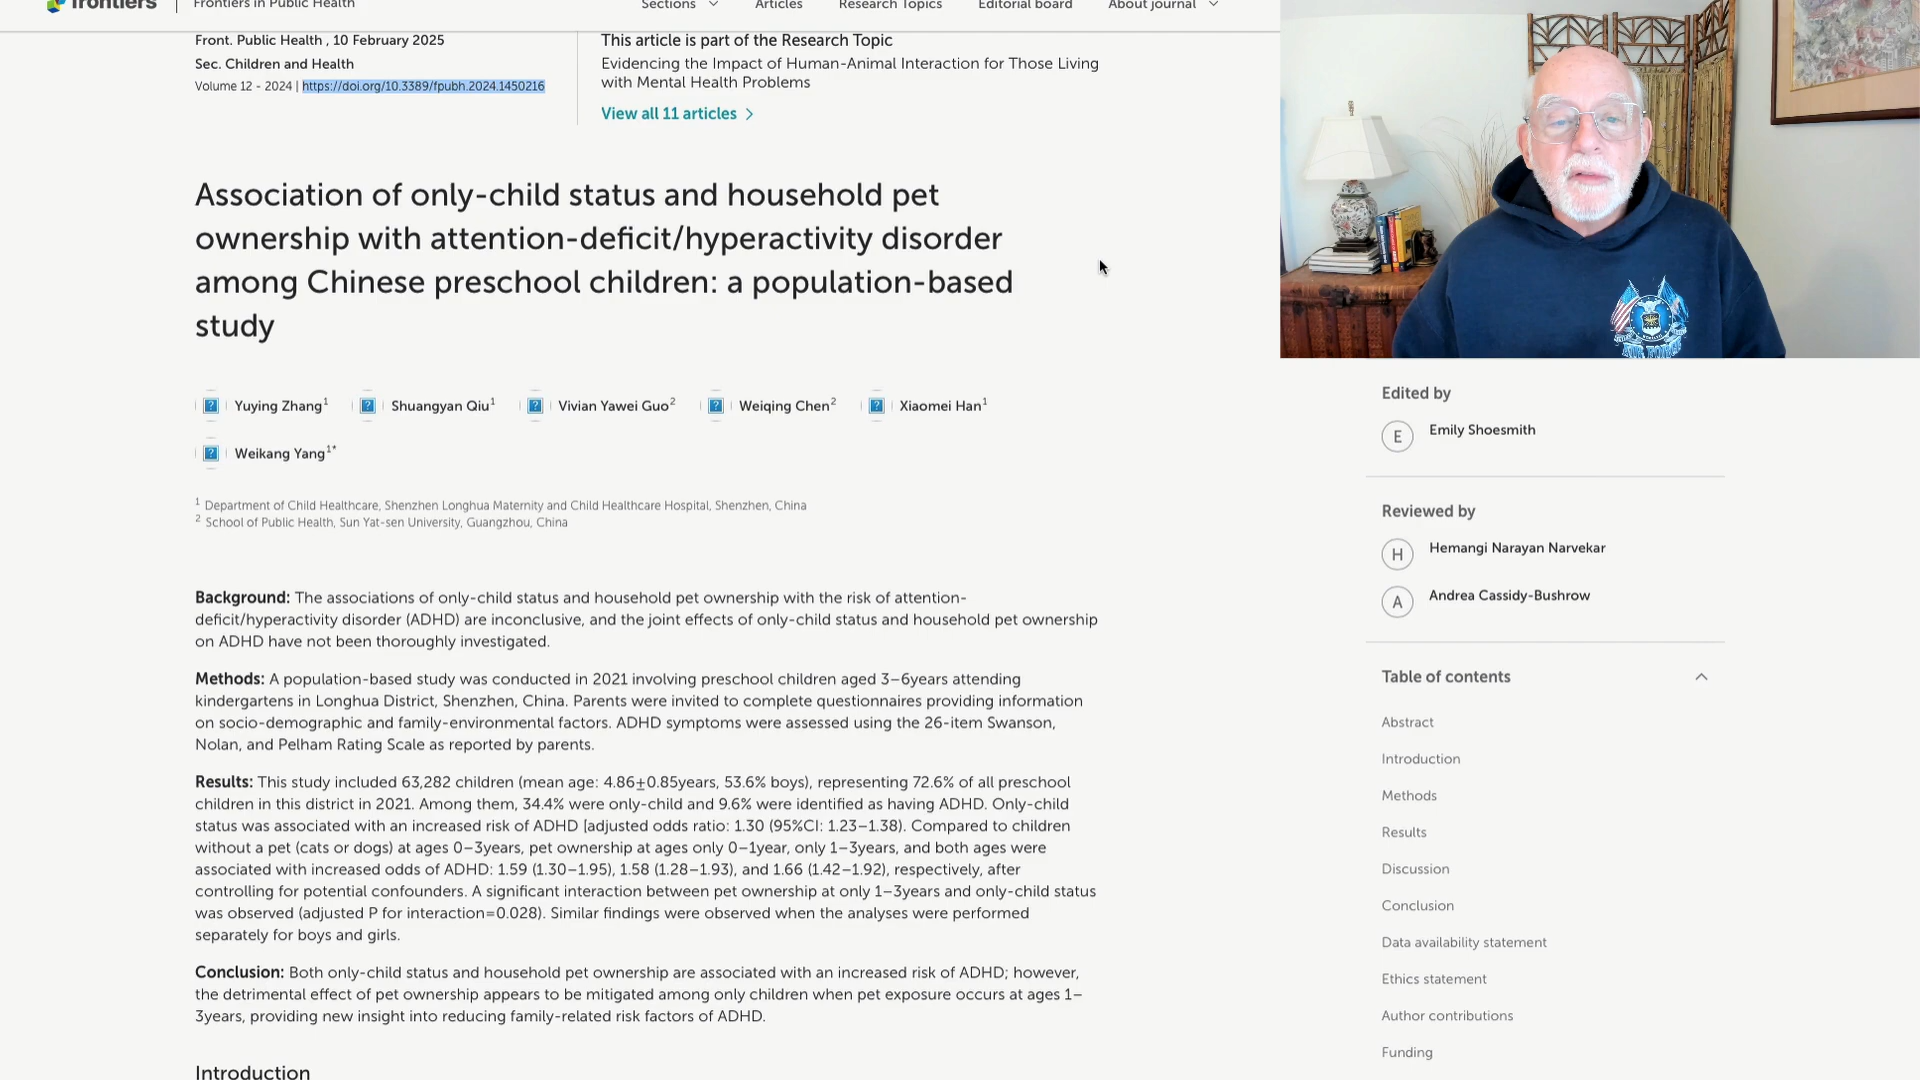 frontiers
Frontiers in Public Health
Sections
Articles
Research Topics
Editorial board
About journal
Front. Public Health , 10 February 2025
Sec. Children and Health
Volume 12 - 2024 | https://doi.org/10.3389/fpubh.2024.1450216
This article is part of the Research Topic
Evidencing the Impact of Human-Animal Interaction for Those Living
with Mental Health Problems
View all 11 articles
Association of only-child status and household pet
ownership with attention-deficit/hyperactivity disorder
among Chinese preschool children: a population-based
study
Yuying Zhang1 Shuangyan Qiu1 Vivian Yawei Guo2 Weiqing Chen2 Xiaomei Han1
Weikang Yang1*
1 Department of Child Healthcare, Shenzhen Longhua Maternity and Child Healthcare Hospital, Shenzhen, China
2 School of Public Health, Sun Yat-sen University, Guangzhou, China
Background: The associations of only-child status and household pet ownership with the risk of attention-
deficit/hyperactivity disorder (ADHD) are inconclusive, and the joint effects of only-child status and household pet ownership
on ADHD have not been thoroughly investigated.
Methods: A population-based study was conducted in 2021 involving preschool children aged 3–6years attending
kindergartens in Longhua District, Shenzhen, China. Parents were invited to complete questionnaires providing information
on socio-demographic and family-environmental factors. ADHD symptoms were assessed using the 26-item Swanson,
Nolan, and Pelham Rating Scale as reported by parents.
Results: This study included 63,282 children (mean age: 4.86±0.85years, 53.6% boys), representing 72.6% of all preschool
children in this district in 2021. Among them, 34.4% were only-child and 9.6% were identified as having ADHD. Only-child
status was associated with an increased risk of ADHD [adjusted odds ratio: 1.30 (95%CI: 1.23–1.38). Compared to children
without a pet (cats or dogs) at ages 0–3years, pet ownership at ages only 0–1year, only 1–3years, and both ages were
associated with increased odds of ADHD: 1.59 (1.30–1.95), 1.58 (1.28–1.93), and 1.66 (1.42–1.92), respectively, after
controlling for potential confounders. A significant interaction between pet ownership at only 1–3years and only-child status
was observed (adjusted P for interaction=0.028). Similar findings were observed when the analyses were performed
separately for boys and girls.
Conclusion: Both only-child status and household pet ownership are associated with an increased risk of ADHD; however,
the detrimental effect of pet ownership appears to be mitigated among only children when pet exposure occurs at ages 1–
3years, providing new insight into reducing family-related risk factors of ADHD.
Introduction
AIR FORCE
Edited by
E
Emily Shoesmith
Reviewed by
H
Hemangi Narayan Narvekar
A
Andrea Cassidy-Bushrow
Table of contents
Abstract
Introduction
Methods
Results
Discussion
Conclusion
Data availability statement
Ethics statement
Author contributions
Funding